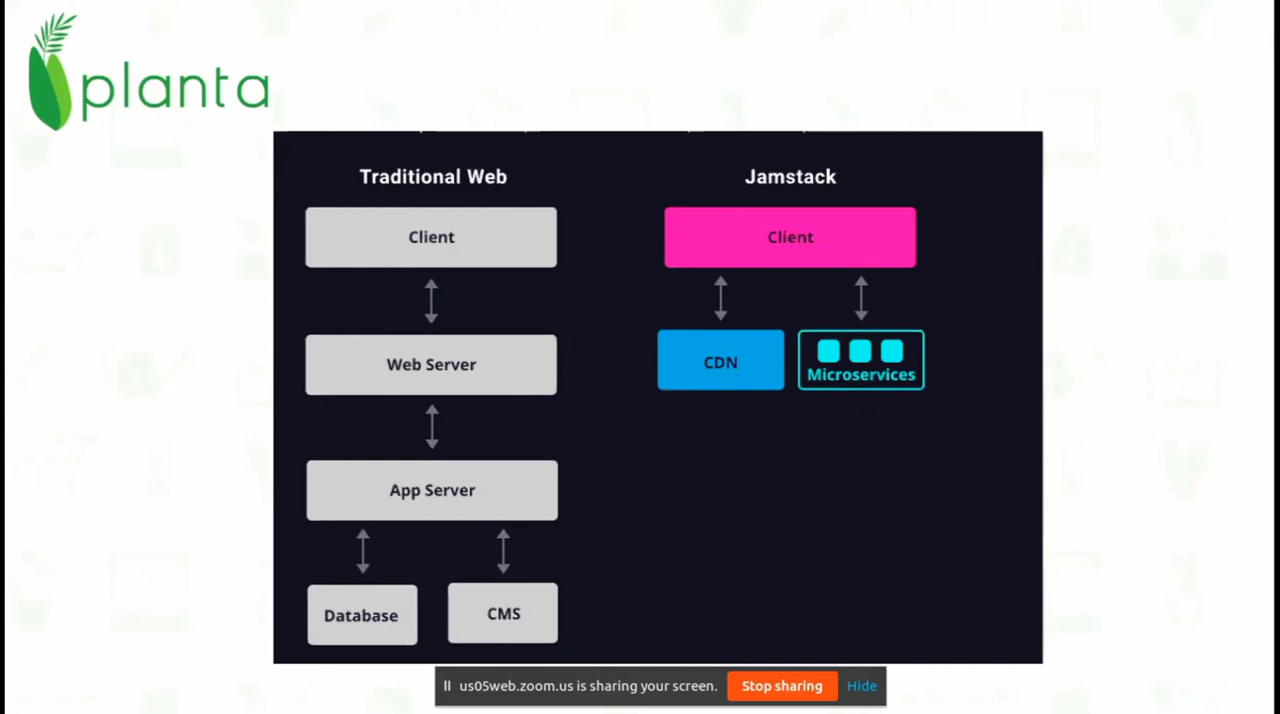 planta
Traditional Web
Jamstack
Client
Client
Web Server
CDN
Microservices
App Server
Database
CMS
us05web.zoom.us is sharing your screen.
Stop sharing
Hide